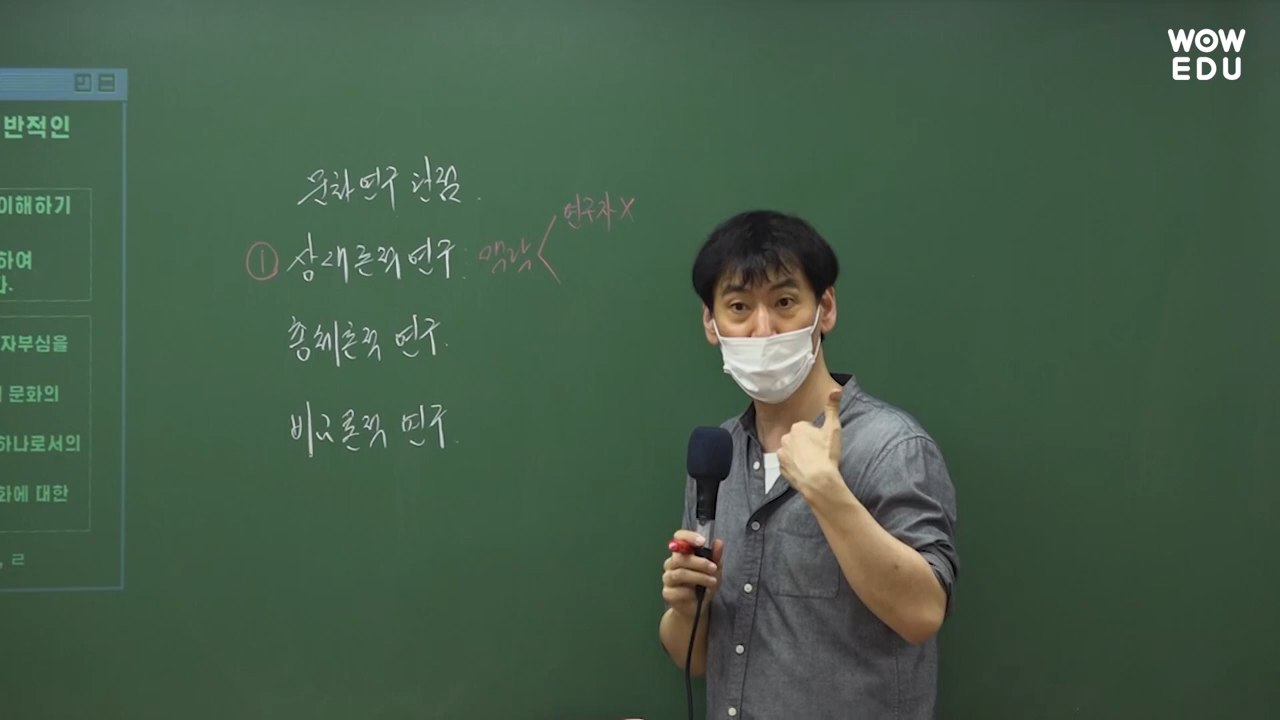 WOW
EDU
반적인
이해하기
하여
다.
자부심을
문화의
하나로서의
화에 대한
, ㄹ
문화 연구 단점.
① 상대론적 연구: 맥락 < 연구자 X
총체론적 연구.
비교론적 연구.